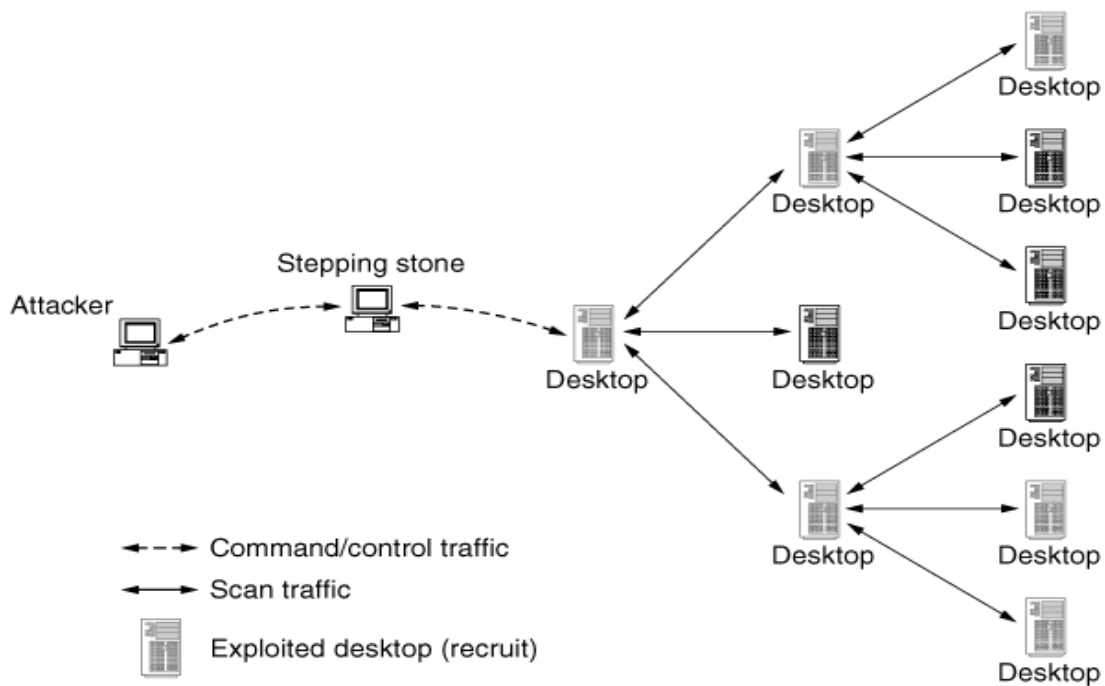 Desktop
Desktop
Desktop
Stepping stone
Attacker
Desktop
Desktop
Desktop
Desktop
Desktop
Command/control traffic
Desktop
Desktop
Scan traffic
Exploited desktop (recruit)
Desktop